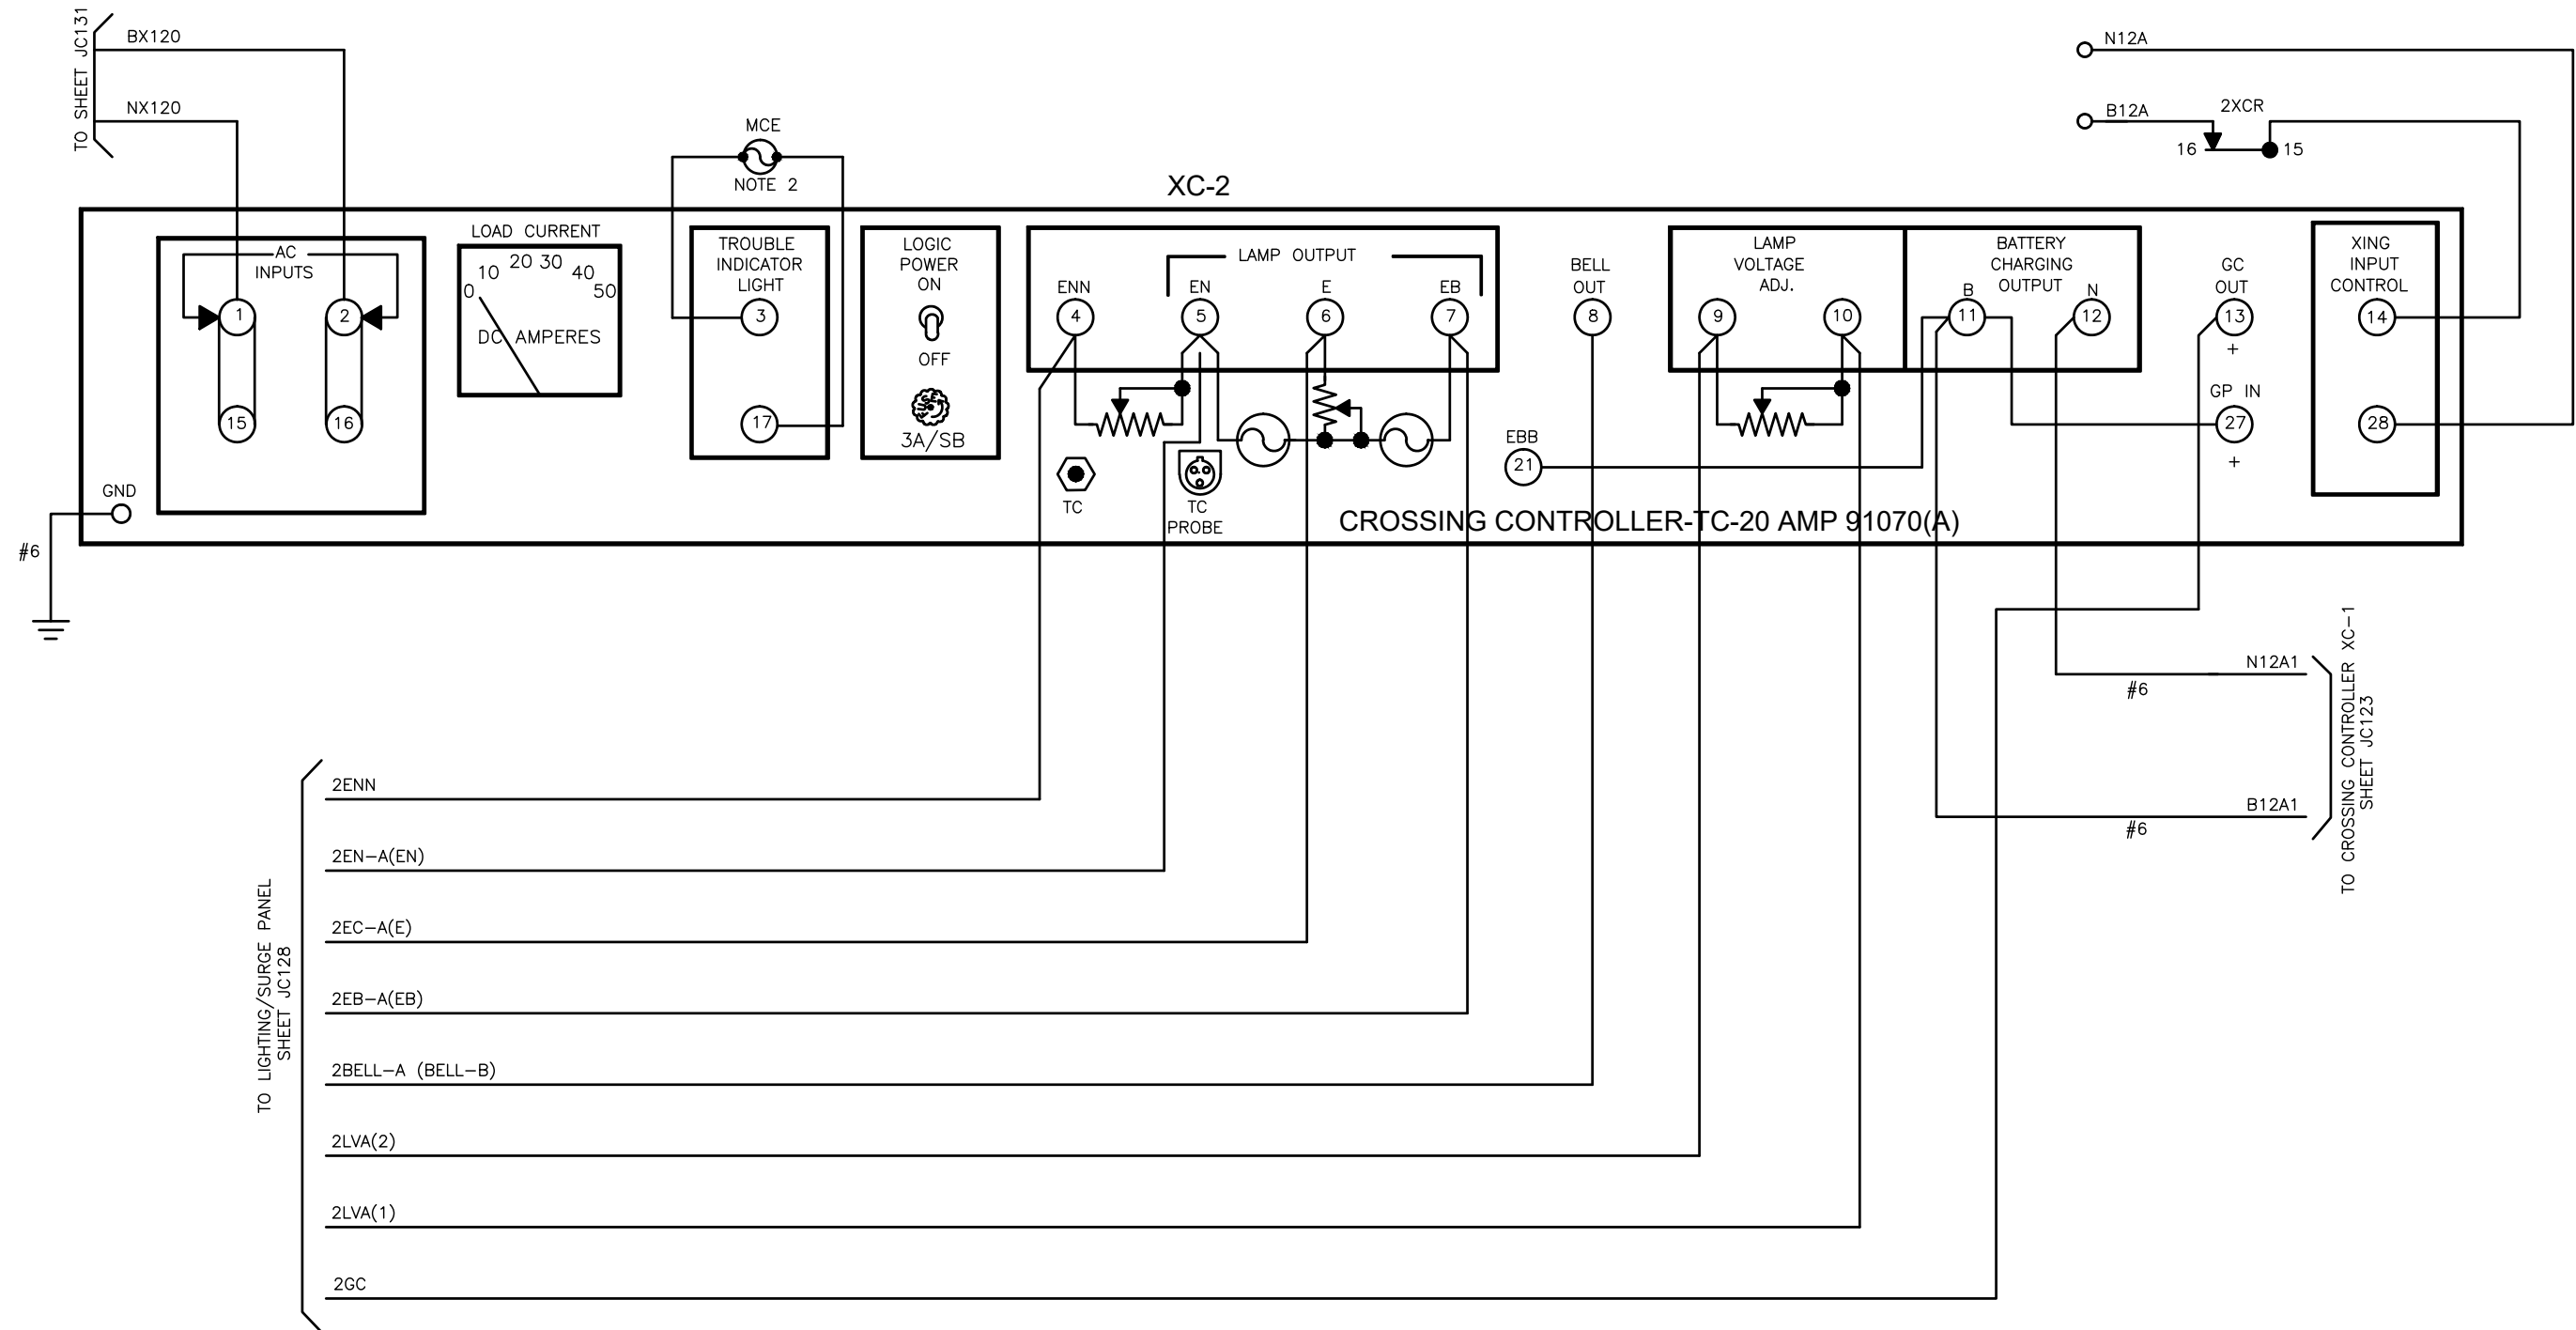 TO SHEET JC131
BX120
NX120
N12A
B12A
2XCR
16
15
MCE
NOTE 2
XC-2
AC
INPUTS
1
2
15
16
GND
#6
LOAD CURRENT
0
10
20
30
40
50
DC AMPERES
TROUBLE
INDICATOR
LIGHT
3
17
LOGIC
POWER
ON
OFF
3A/SB
LAMP OUTPUT
ENN
EN
E
EB
4
5
6
7
TC
TC
PROBE
BELL
OUT
8
EBB
21
LAMP
VOLTAGE
ADJ.
9
10
BATTERY
CHARGING
OUTPUT
B
N
11
12
GC
OUT
13
+
GP IN
27
+
XING
INPUT
CONTROL
14
28
CROSSING CONTROLLER-TC-20 AMP 91070(A)
N12A1
#6
B12A1
#6
TO CROSSING CONTROLLER XC-1
SHEET JC123
TO LIGHTING/SURGE PANEL
SHEET JC128
2ENN
2EN-A(EN)
2EC-A(E)
2EB-A(EB)
2BELL-A (BELL-B)
2LVA(2)
2LVA(1)
2GC